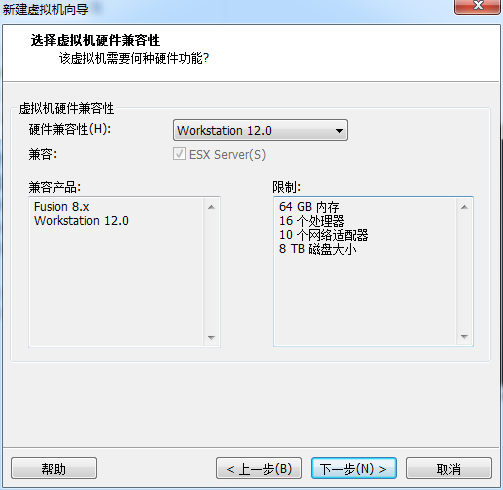 新建虚拟机向导
选择虚拟机硬件兼容性
该虚拟机需要何种硬件功能?
虚拟机硬件兼容性
硬件兼容性(H):
Workstation 12.0
兼容:
ESX Server(S)
兼容产品:
Fusion 8.x
Workstation 12.0
限制:
64 GB 内存
16 个处理器
10 个网络适配器
8 TB 磁盘大小
帮助
< 上一步(B)
下一步(N) >
取消